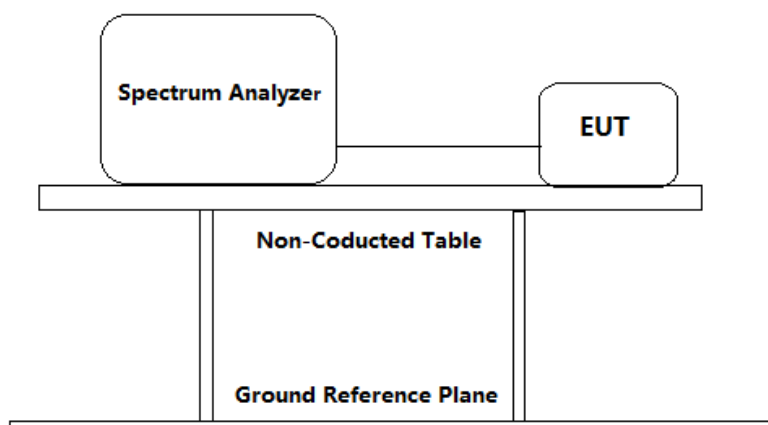 Spectrum Analyzer
EUT
Non-Coducted Table
Ground Reference Plane